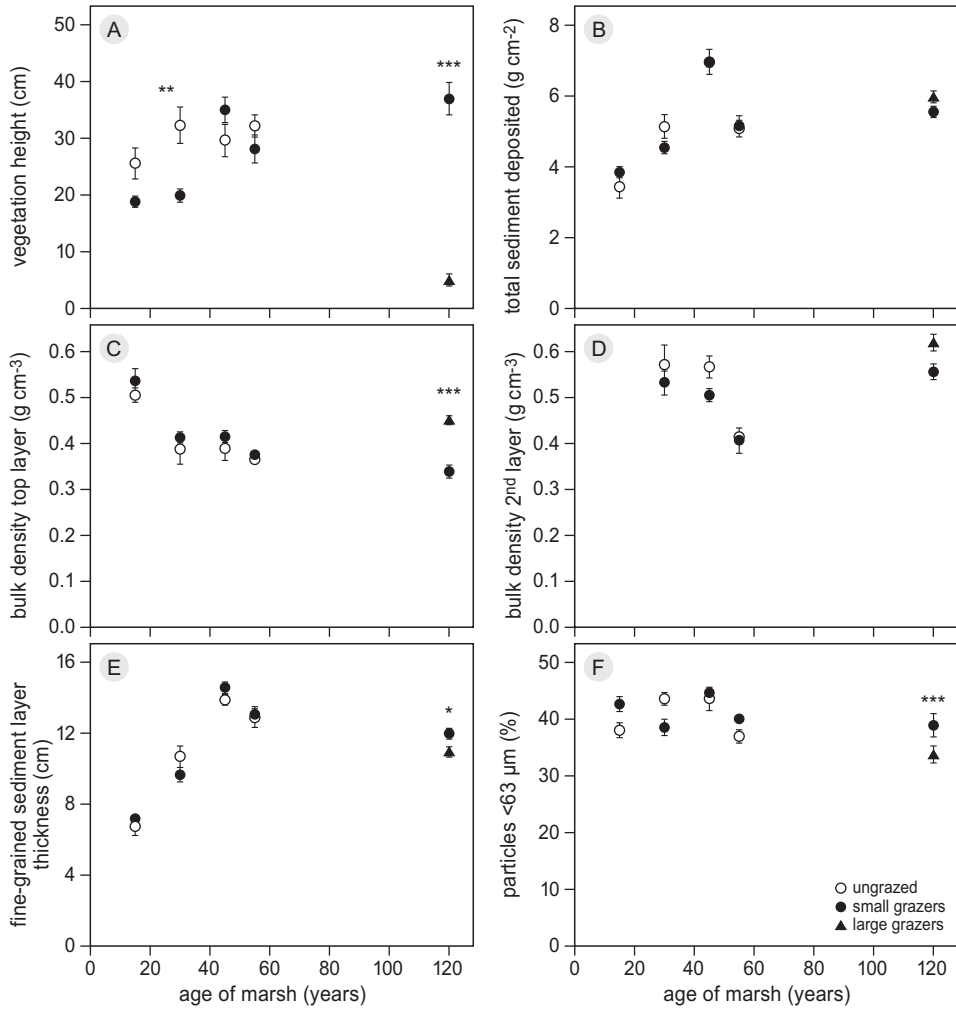 A
vegetation height (cm)
50
40
30
20
10
0
**
***
B
total sediment deposited (g cm-2)
8
6
4
2
0
C
bulk density top layer (g cm-3)
0.6
0.5
0.4
0.3
0.2
0.1
0.0
***
D
bulk density 2nd layer (g cm-3)
0.6
0.5
0.4
0.3
0.2
0.1
0.0
E
fine-grained sediment layer
thickness (cm)
16
12
8
4
0
*
0 20 40 60 80 100 120
age of marsh (years)
F
particles <63 µm (%)
50
40
30
20
10
0
***
ungrazed
small grazers
large grazers
0 20 40 60 80 100 120
age of marsh (years)